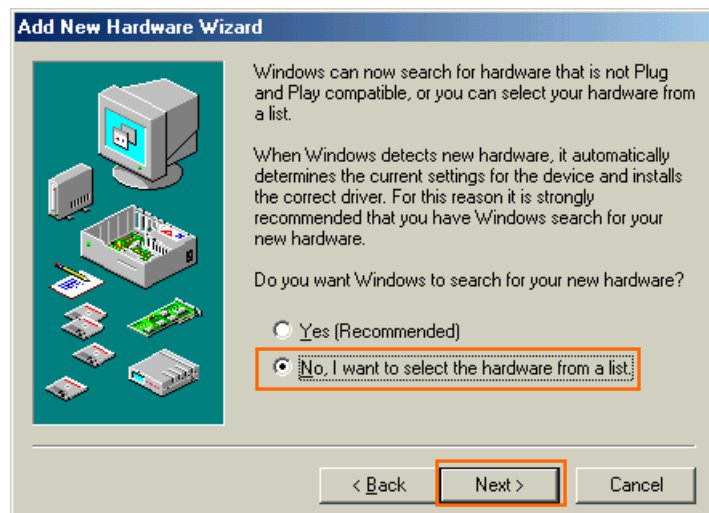 Add New Hardware Wizard
Windows can now search for hardware that is not Plug
and Play compatible, or you can select your hardware from
a list.
When Windows detects new hardware, it automatically
determines the current settings for the device and installs
the correct driver. For this reason it is strongly
recommended that you have Windows search for your
new hardware.
Do you want Windows to search for your new hardware?
Yes (Recommended)
No, I want to select the hardware from a list.
< Back Next > Cancel